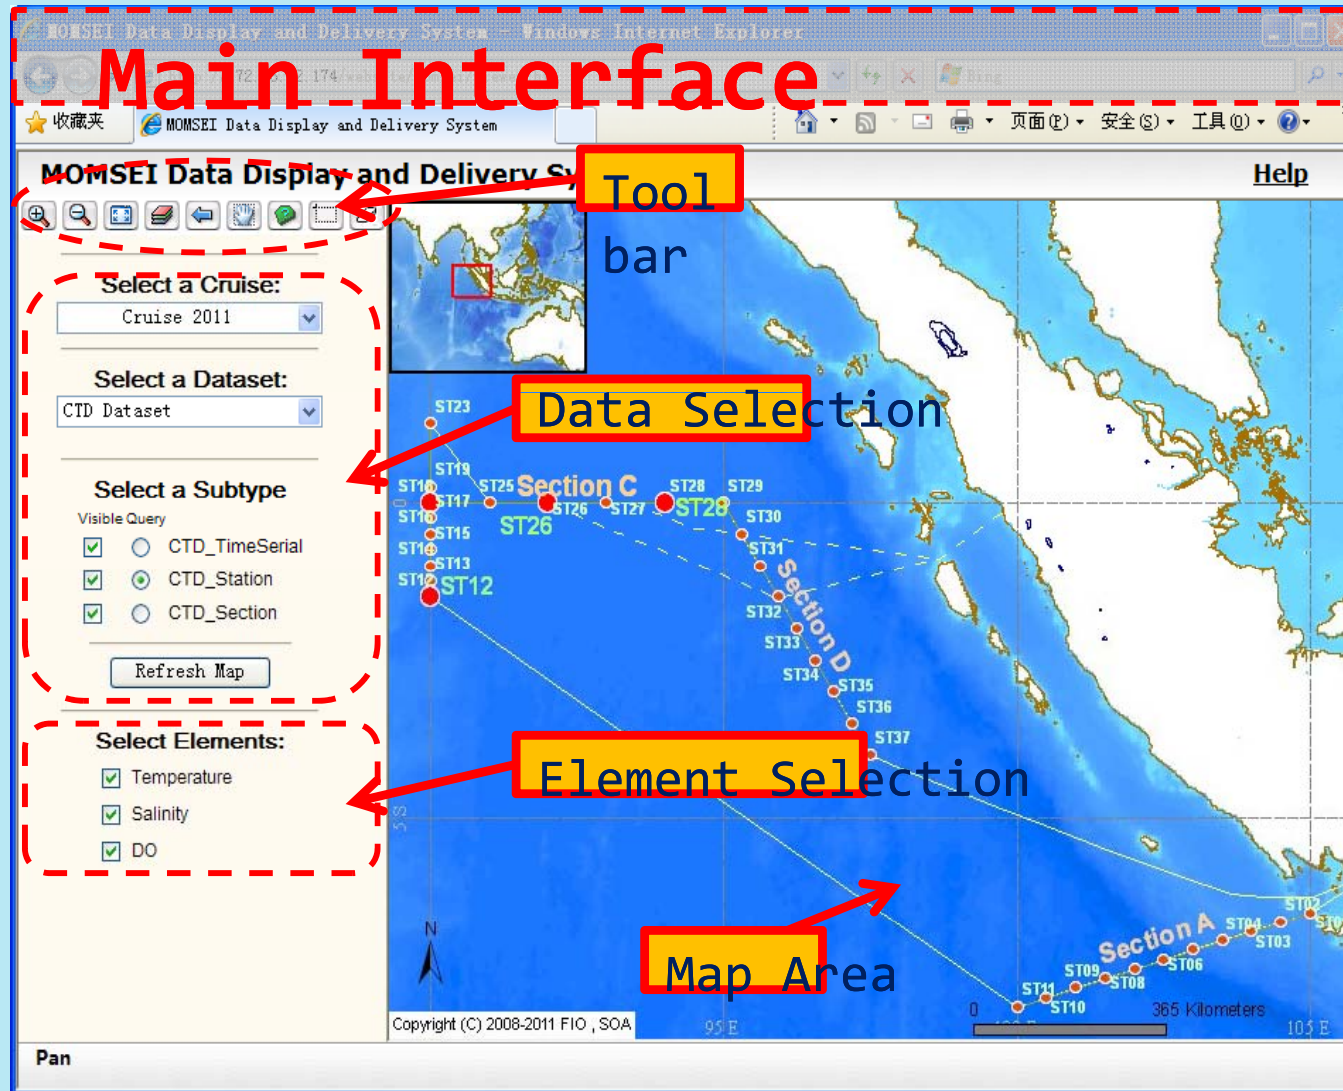 MOMSEI Data Display and Delivery System - Windows Internet Explorer
Main Interface
Bing
收藏夹
MOMSEI Data Display and Delivery System
页面(P)
安全(S)
工具(O)
MOMSEI Data Display and Delivery Sy
Help
Tool
bar
Select a Cruise:
Cruise 2011
Select a Dataset:
CTD Dataset
Data Selection
Select a Subtype
Visible Query
CTD_TimeSerial
CTD_Station
CTD_Section
Refresh Map
Select Elements:
Temperature
Salinity
DO
Element Selection
Map Area
ST23
ST19
ST17
ST15
ST13
ST12
ST25
Section C
ST26
ST26
ST27
ST28
ST28
ST29
ST30
ST31
Section D
ST32
ST33
ST34
ST35
ST36
ST37
5 S
N
Section A
ST02
ST03
ST04
ST06
ST08
ST09
ST10
ST11
0
365 Kilometers
95 E
105 E
Copyright (C) 2008-2011 FIO , SOA
Pan